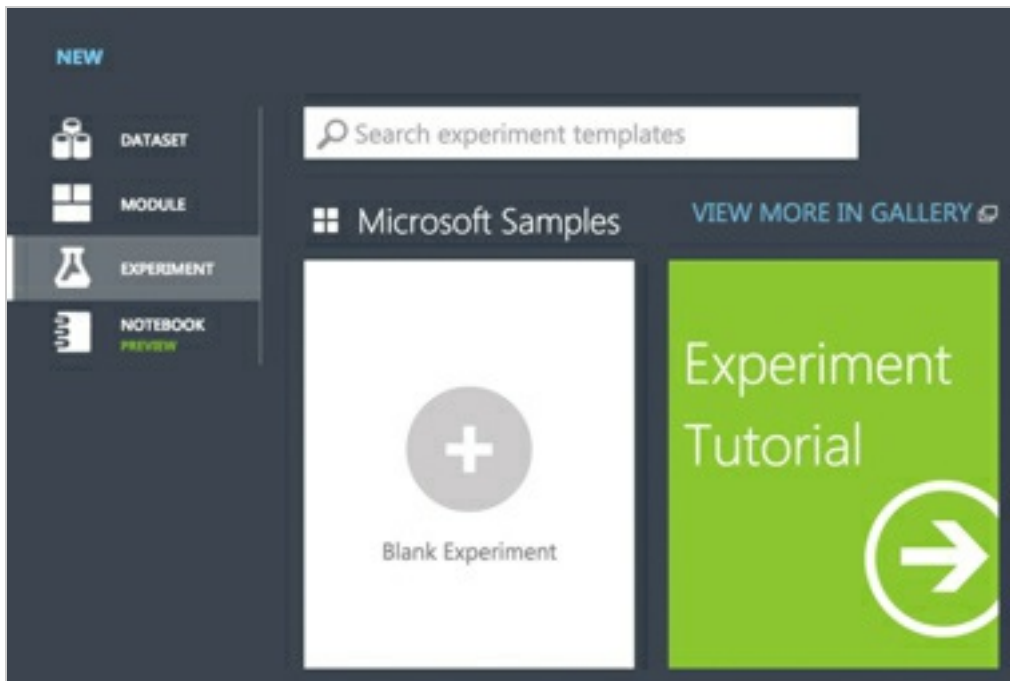 NEW
DATASET
MODULE
EXPERIMENT
NOTEBOOK
PREVIEW
Search experiment templates
Microsoft Samples
VIEW MORE IN GALLERY
Blank Experiment
Experiment
Tutorial